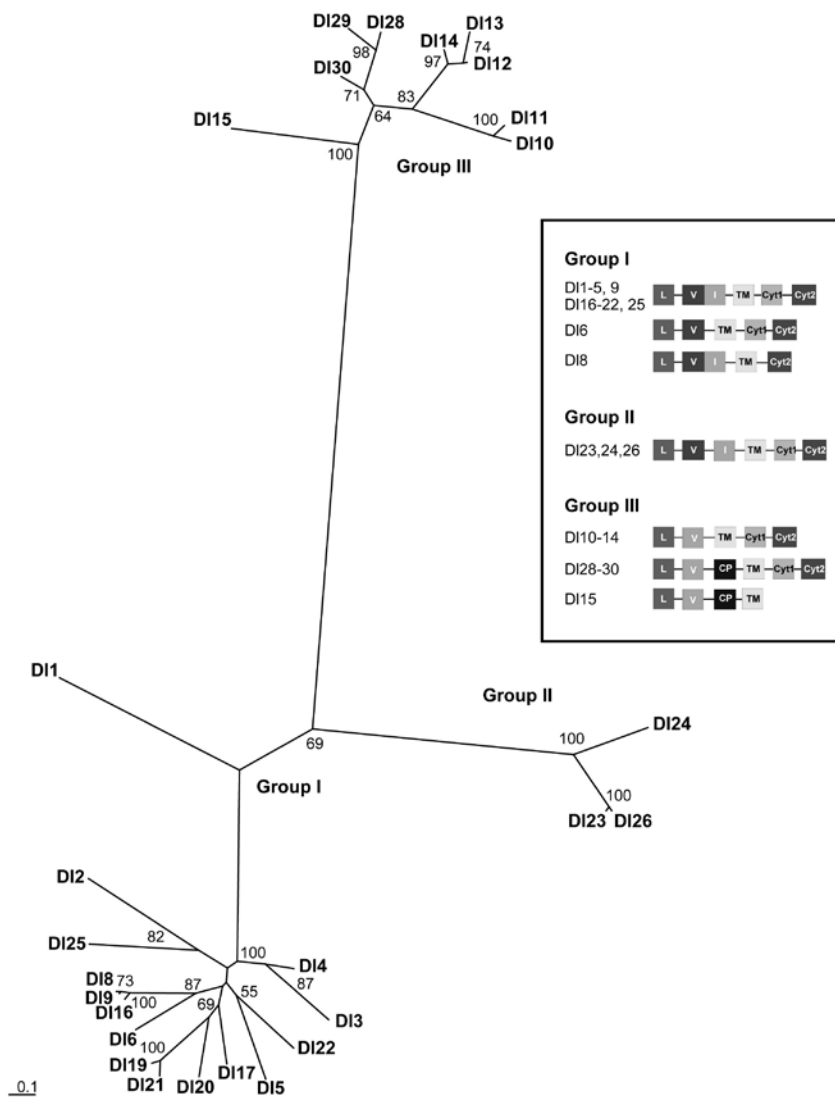 DI29
DI28
DI13
DI14
74
98
97
DI12
DI30
71
83
64
100
DI11
DI10
DI15
100
Group III
Group I
DI1-5, 9
DI16-22, 25
L V I TM Cyt1 Cyt2
DI6
L V TM Cyt1 Cyt2
DI8
L V I TM Cyt2
Group II
DI23,24,26
L V I TM Cyt1 Cyt2
Group III
DI10-14
L V TM Cyt1 Cyt2
DI28-30
L V CP TM Cyt1 Cyt2
DI15
L V CP TM
DI1
Group II
DI24
69
100
Group I
100
DI23 DI26
DI2
DI25
82
100
DI4
DI8
73
87
87
DI9
DI16
100
55
DI3
69
DI6
DI22
100
DI19
DI17
DI21
DI20
DI5
0.1